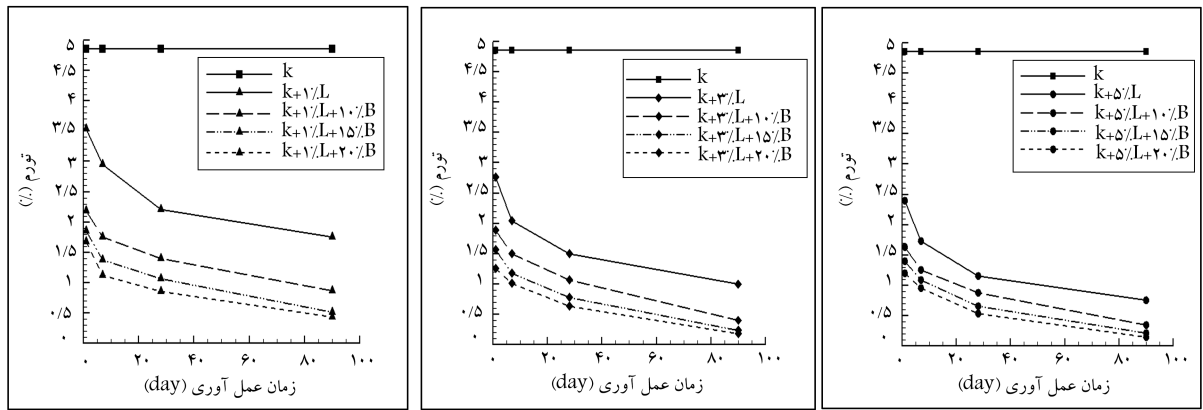 تورم (٪)
۵
۴/۵
۴
۳/۵
۳
۲/۵
۲
۱/۵
۱
۰/۵
۰
k
k+۱٪L
k+۱٪L+۱۰٪B
k+۱٪L+۱۵٪B
k+۱٪L+۲۰٪B
۰ ۲۰ ۴۰ ۶۰ ۸۰ ۱۰۰
زمان عمل آوری (day)
تورم (٪)
۵
۴/۵
۴
۳/۵
۳
۲/۵
۲
۱/۵
۱
۰/۵
۰
k
k+۳٪L
k+۳٪L+۱۰٪B
k+۳٪L+۱۵٪B
k+۳٪L+۲۰٪B
۰ ۲۰ ۴۰ ۶۰ ۸۰ ۱۰۰
زمان عمل آوری (day)
تورم (٪)
۵
۴/۵
۴
۳/۵
۳
۲/۵
۲
۱/۵
۱
۰/۵
۰
k
k+۵٪L
k+۵٪L+۱۰٪B
k+۵٪L+۱۵٪B
k+۵٪L+۲۰٪B
۰ ۲۰ ۴۰ ۶۰ ۸۰ ۱۰۰
زمان عمل آوری (day)